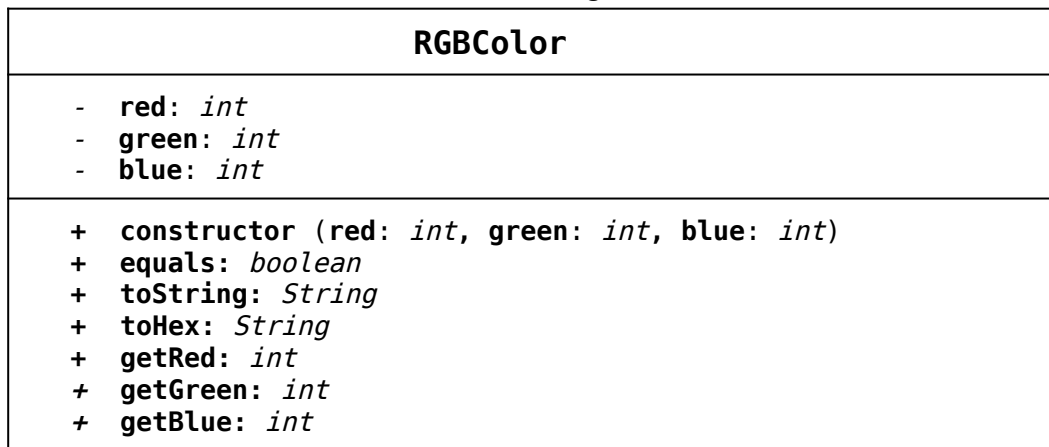 RGBColor
- red: int
- green: int
- blue: int
+ constructor (red: int, green: int, blue: int)
+ equals: boolean
+ toString: String
+ toHex: String
+ getRed: int
+ getGreen: int
+ getBlue: int